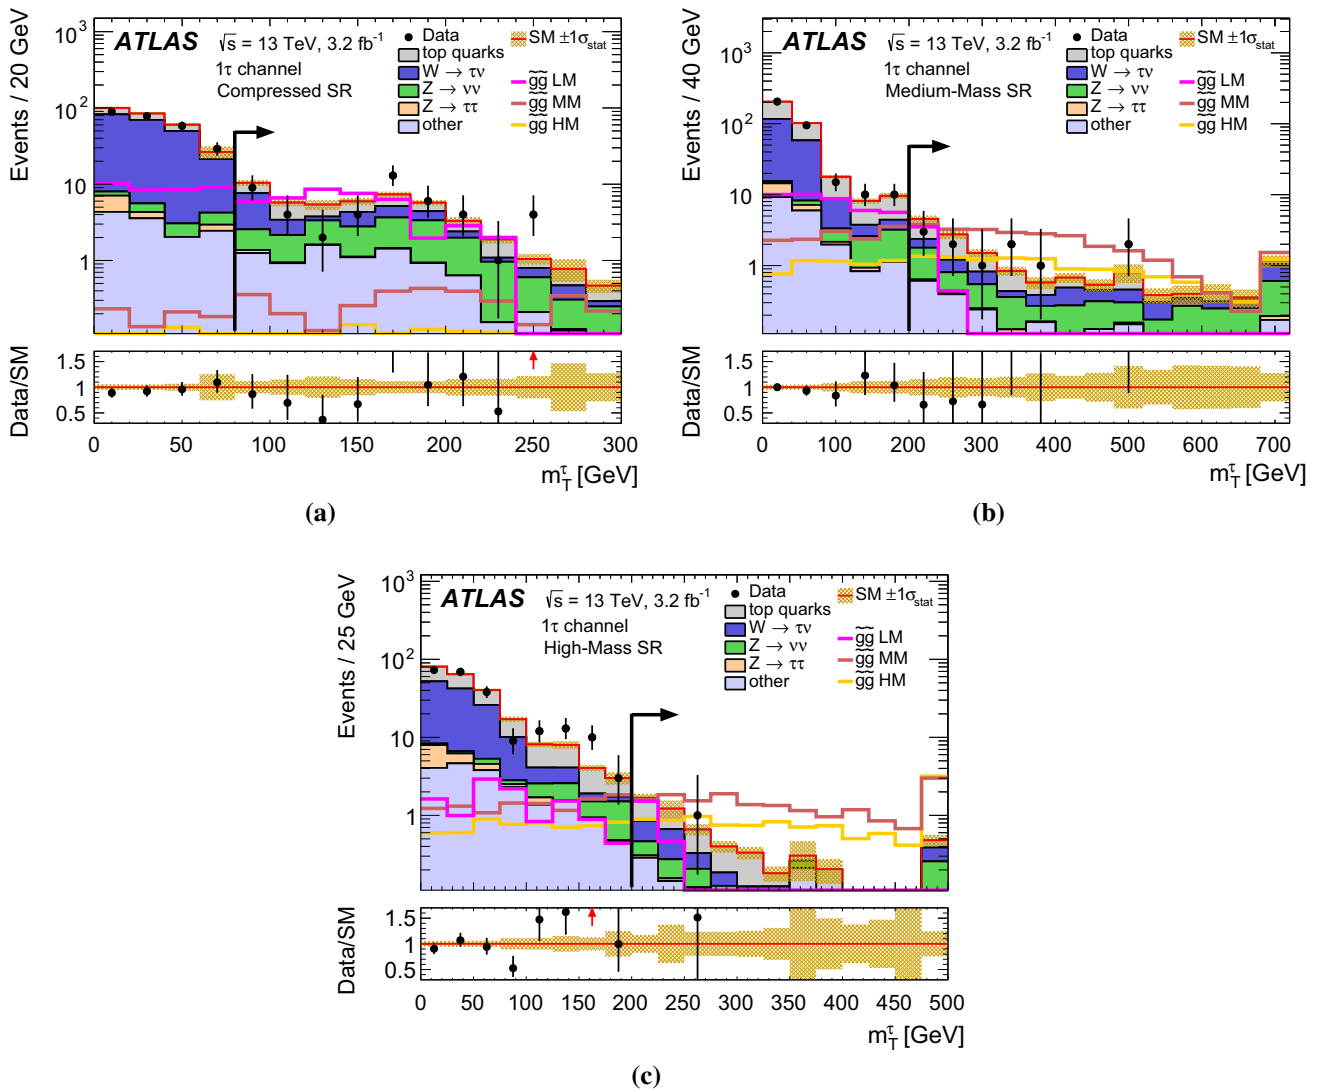 Events / 20 GeV
10³
10²
10
1
ATLAS
√s = 13 TeV, 3.2 fb⁻¹
1τ channel
Compressed SR
Data
top quarks
W → τν
Z → νν
Z → ττ
other
SM ±1σstat
g̃g̃ LM
g̃g̃ MM
g̃g̃ HM
Data/SM
1.5
1
0.5
0 50 100 150 200 250 300
m_T^τ [GeV]
(a)
Events / 40 GeV
10³
10²
10
1
ATLAS
√s = 13 TeV, 3.2 fb⁻¹
1τ channel
Medium-Mass SR
Data
top quarks
W → τν
Z → νν
Z → ττ
other
SM ±1σstat
g̃g̃ LM
g̃g̃ MM
g̃g̃ HM
Data/SM
1.5
1
0.5
0 100 200 300 400 500 600 700
m_T^τ [GeV]
(b)
Events / 25 GeV
10³
10²
10
1
ATLAS
√s = 13 TeV, 3.2 fb⁻¹
1τ channel
High-Mass SR
Data
top quarks
W → τν
Z → νν
Z → ττ
other
SM ±1σstat
g̃g̃ LM
g̃g̃ MM
g̃g̃ HM
Data/SM
1.5
1
0.5
0 50 100 150 200 250 300 350 400 450 500
m_T^τ [GeV]
(c)